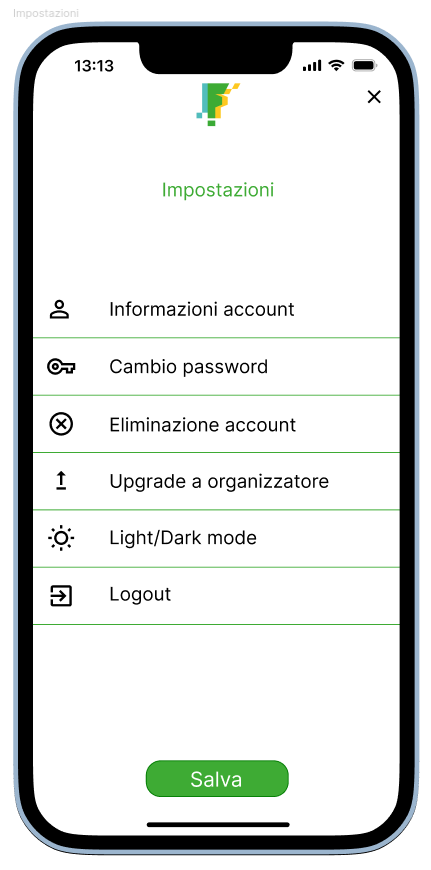 Impostazioni
13:13
Impostazioni
Informazioni account
Cambio password
Eliminazione account
Upgrade a organizzatore
Light/Dark mode
Logout
Salva